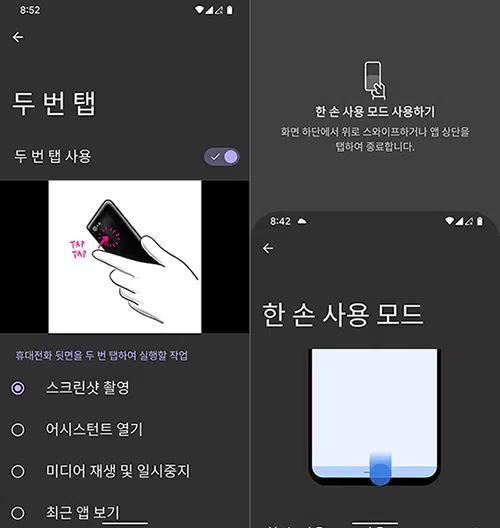 8:52
두 번 탭
두 번 탭 사용
TAP
TAP
휴대전화 뒷면을 두 번 탭하여 실행할 작업
스크린샷 촬영
어시스턴트 열기
미디어 재생 및 일시중지
최근 앱 보기
한 손 사용 모드 사용하기
화면 하단에서 위로 스와이프하거나 앱 상단을
탭하여 종료합니다.
8:42
한 손 사용 모드